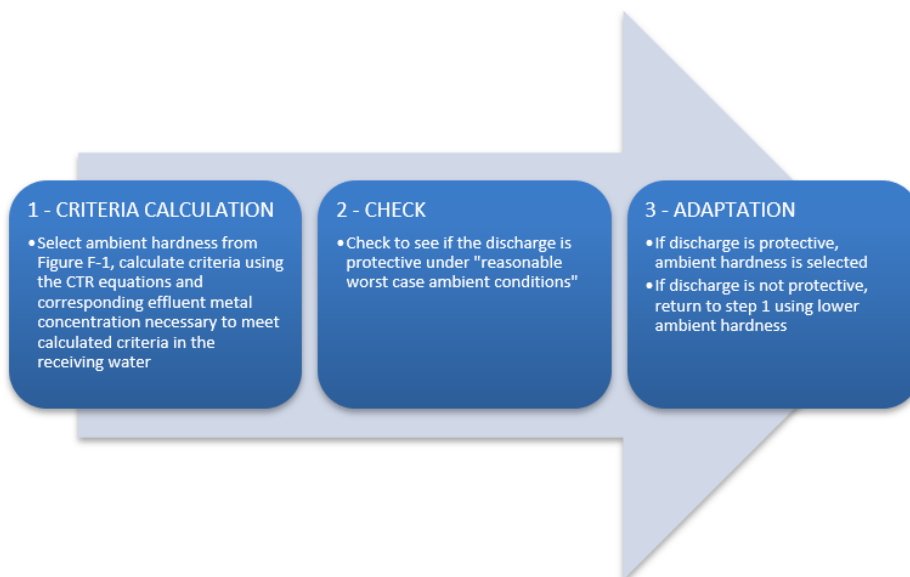 1 - CRITERIA CALCULATION
•Select ambient hardness from
Figure F-1, calculate criteria using
the CTR equations and
corresponding effluent metal
concentration necessary to meet
calculated criteria in the
receiving water
2 - CHECK
•Check to see if the discharge is
protective under "reasonable
worst case ambient conditions"
3 - ADAPTATION
•If discharge is protective,
ambient hardness is selected
•If discharge is not protective,
return to step 1 using lower
ambient hardness